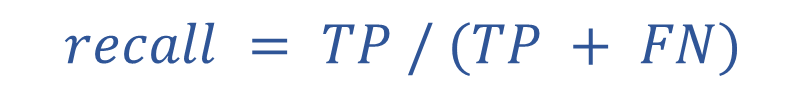 recall = TP / (TP + FN)